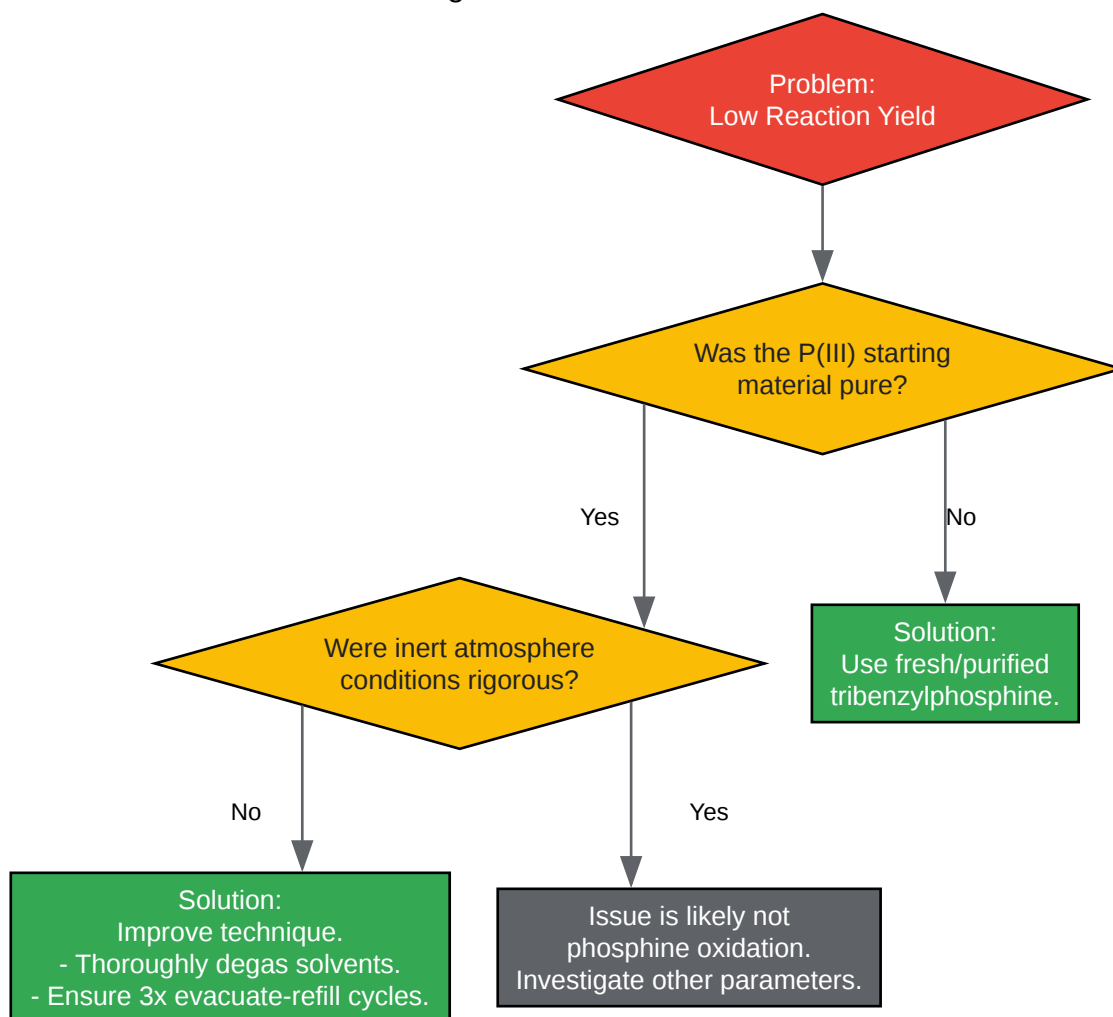 Problem:
Low Reaction Yield
Was the P(III) starting
material pure?
Yes
No
Were inert atmosphere
conditions rigorous?
Solution:
Use fresh/purified
tribenzylphosphine.
No
Yes
Solution:
Improve technique.
- Thoroughly degas solvents.
- Ensure 3x evacuate-refill cycles.
Issue is likely not
phosphine oxidation.
Investigate other parameters.